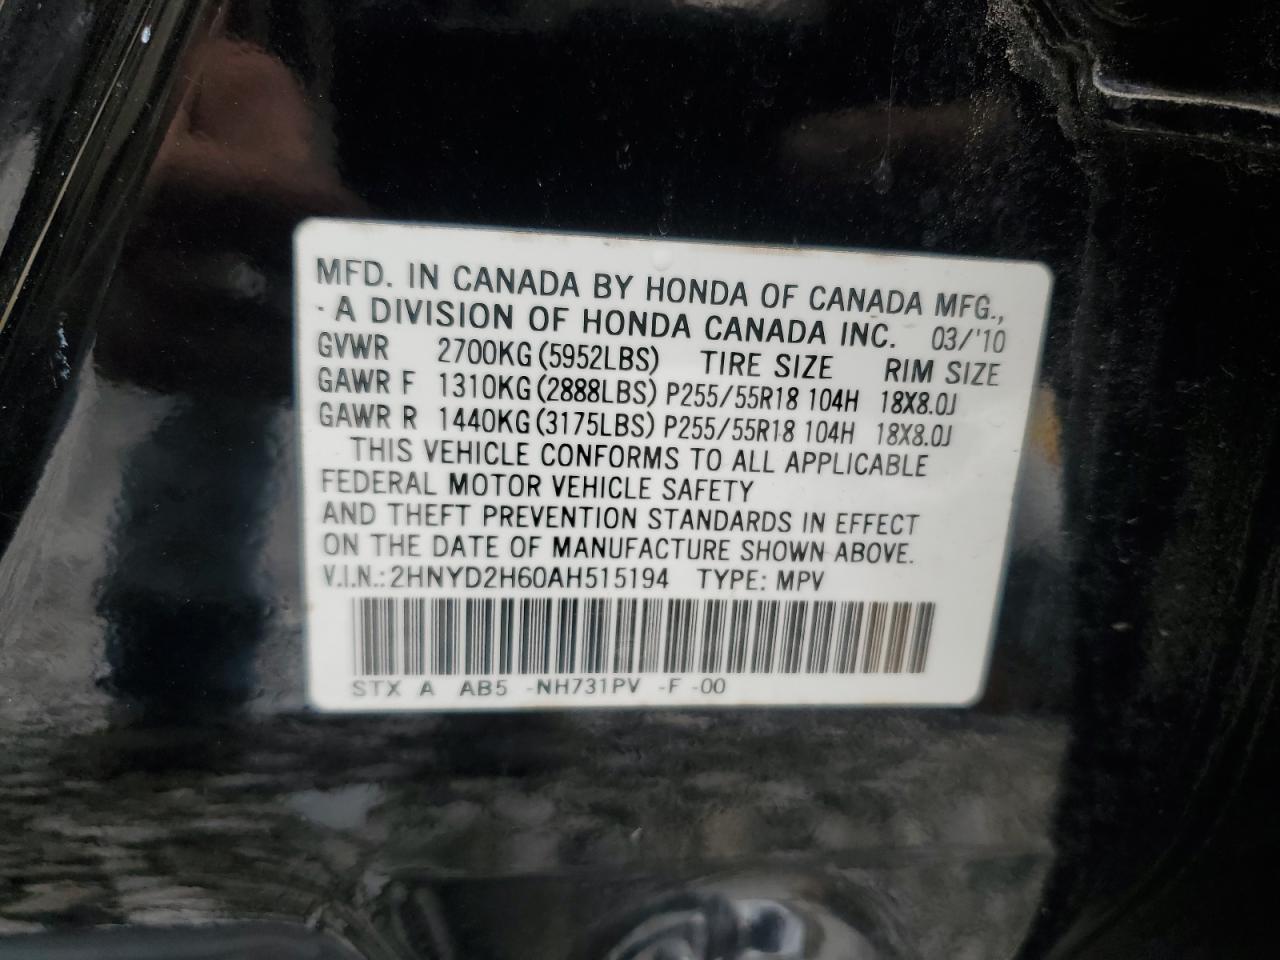 MFD. IN CANADA BY HONDA OF CANADA MFG.,
- A DIVISION OF HONDA CANADA INC. 03/'10
GVWR 2700KG (5952LBS) TIRE SIZE RIM SIZE
GAWR F 1310KG (2888LBS) P255/55R18 104H 18X8.0J
GAWR R 1440KG (3175LBS) P255/55R18 104H 18X8.0J
THIS VEHICLE CONFORMS TO ALL APPLICABLE
FEDERAL MOTOR VEHICLE SAFETY
AND THEFT PREVENTION STANDARDS IN EFFECT
ON THE DATE OF MANUFACTURE SHOWN ABOVE.
V.I.N.: 2HNYD2H60AH515194 TYPE: MPV
STX A AB5 -NH731PV -F -00